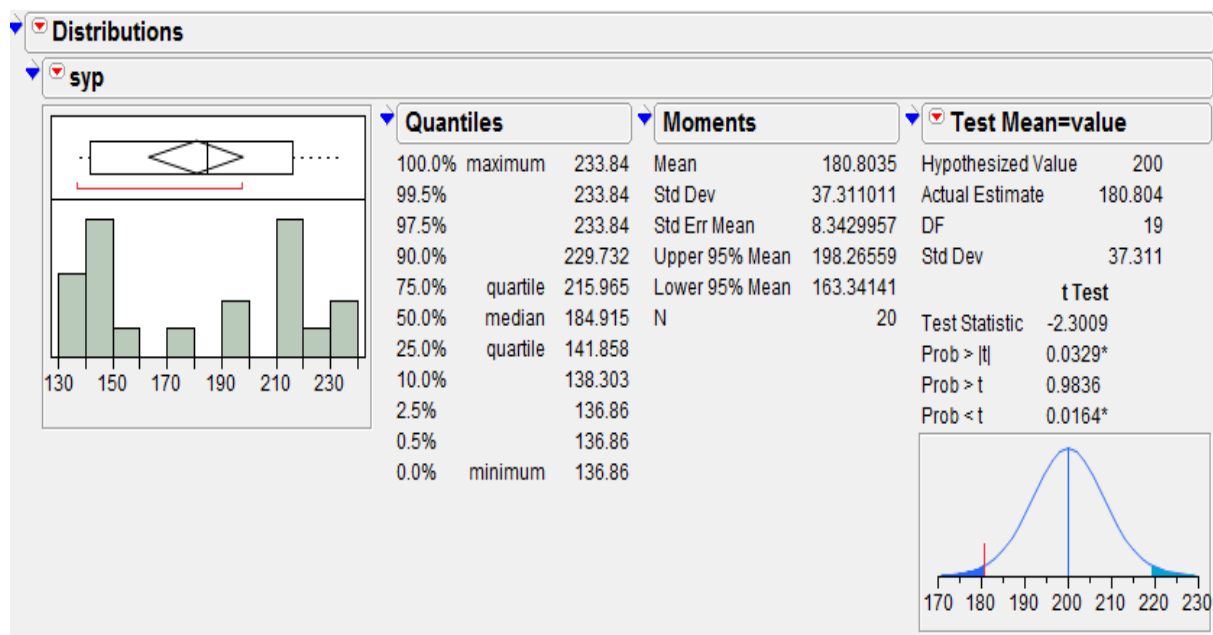 Distributions
syp
130 150 170 190 210 230
Quantiles
100.0% maximum 233.84
99.5% 233.84
97.5% 233.84
90.0% 229.732
75.0% quartile 215.965
50.0% median 184.915
25.0% quartile 141.858
10.0% 138.303
2.5% 136.86
0.5% 136.86
0.0% minimum 136.86
Moments
Mean 180.8035
Std Dev 37.311011
Std Err Mean 8.3429957
Upper 95% Mean 198.26559
Lower 95% Mean 163.34141
N 20
Test Mean=value
Hypothesized Value 200
Actual Estimate 180.804
DF 19
Std Dev 37.311
t Test
Test Statistic -2.3009
Prob > |t| 0.0329*
Prob > t 0.9836
Prob < t 0.0164*
170 180 190 200 210 220 230